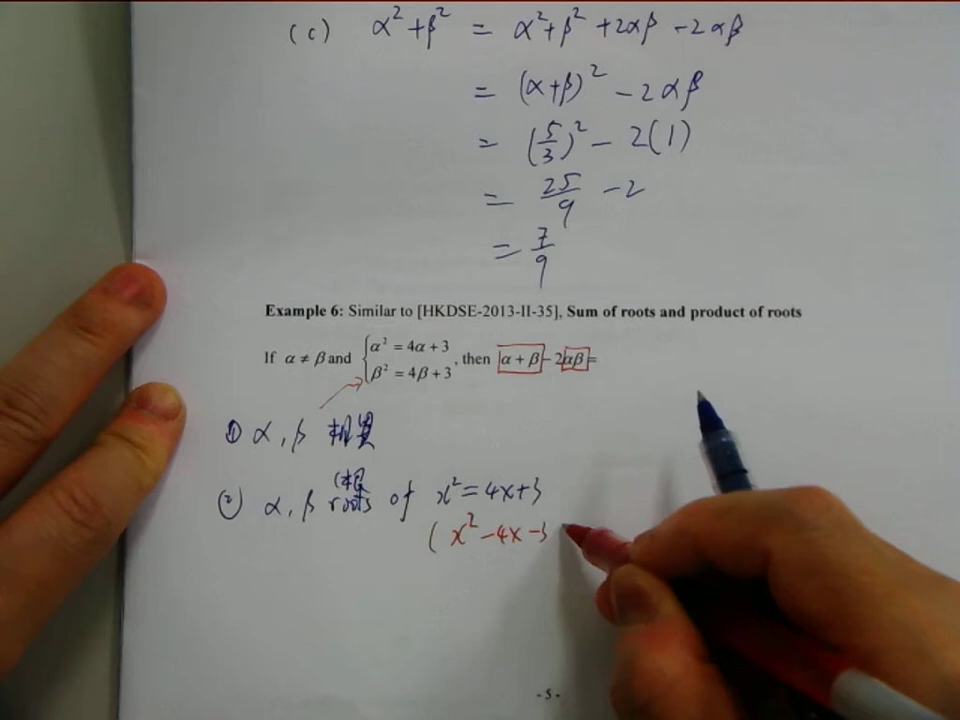 (c) α² + β² = α² + β² + 2αβ - 2αβ
= (α + β)² - 2αβ
= (5/3)² - 2(1)
= 25/9 - 2
= 7/9
Example 6: Similar to [HKDSE-2013-II-35], Sum of roots and product of roots
If α ≠ β and { α² = 4α + 3
β² = 4β + 3 , then α + β - 2αβ =
① α, β 相異
(根
② α, β roots of x² = 4x + 3
(x² - 4x - 3
- 5 -